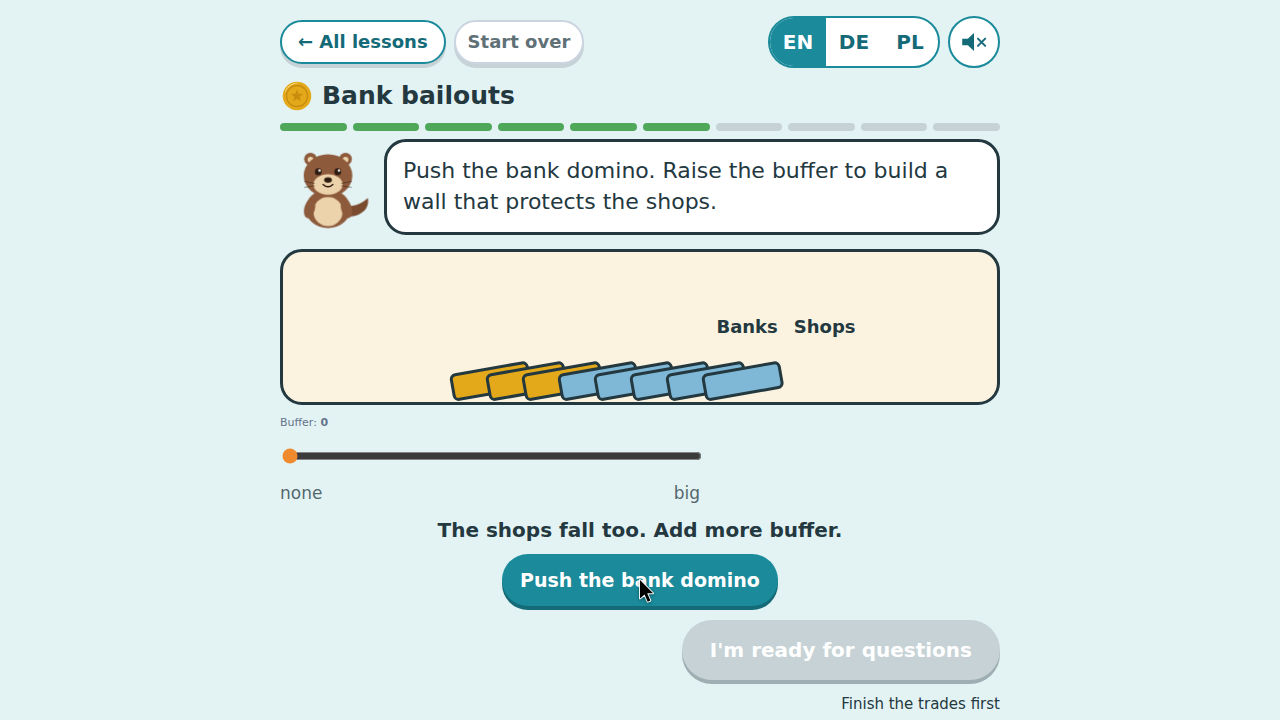 ← All lessons
Start over
EN
DE
PL
Bank bailouts
Push the bank domino. Raise the buffer to build a
wall that protects the shops.
Banks
Shops
Buffer: 0
none
big
The shops fall too. Add more buffer.
Push the bank domino
I'm ready for questions
Finish the trades first